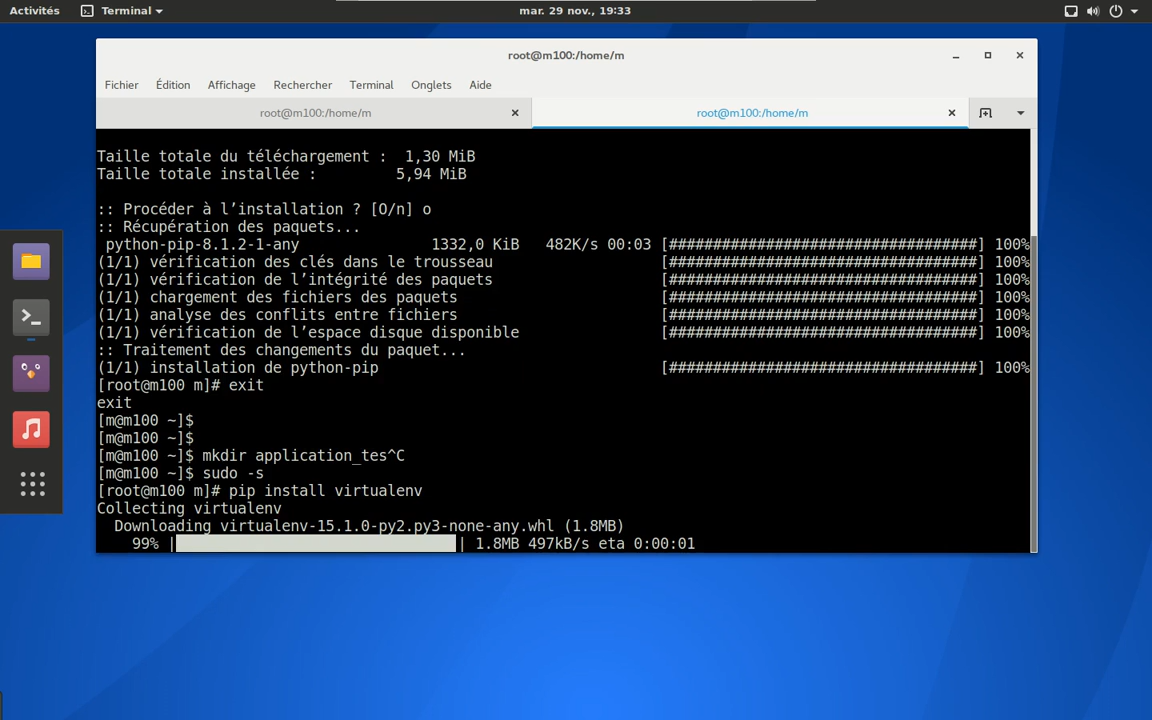 Activités
Terminal
mar. 29 nov., 19:33
root@m100:/home/m
Fichier Édition Affichage Rechercher Terminal Onglets Aide
root@m100:/home/m
root@m100:/home/m
Taille totale du téléchargement :  1,30 MiB
Taille totale installée :         5,94 MiB
:: Procéder à l’installation ? [O/n] o
:: Récupération des paquets...
 python-pip-8.1.2-1-any               1332,0 KiB   482K/s 00:03 [###################################] 100%
(1/1) vérification des clés dans le trousseau                   [###################################] 100%
(1/1) vérification de l’intégrité des paquets                   [###################################] 100%
(1/1) chargement des fichiers des paquets                       [###################################] 100%
(1/1) analyse des conflits entre fichiers                       [###################################] 100%
(1/1) vérification de l’espace disque disponible                [###################################] 100%
:: Traitement des changements du paquet...
(1/1) installation de python-pip                                [###################################] 100%
[root@m100 m]# exit
exit
[m@m100 ~]$
[m@m100 ~]$
[m@m100 ~]$ mkdir application_tes^C
[m@m100 ~]$ sudo -s
[root@m100 m]# pip install virtualenv
Collecting virtualenv
  Downloading virtualenv-15.1.0-py2.py3-none-any.whl (1.8MB)
    99% |████████████████████████████████| 1.8MB 497kB/s eta 0:00:01